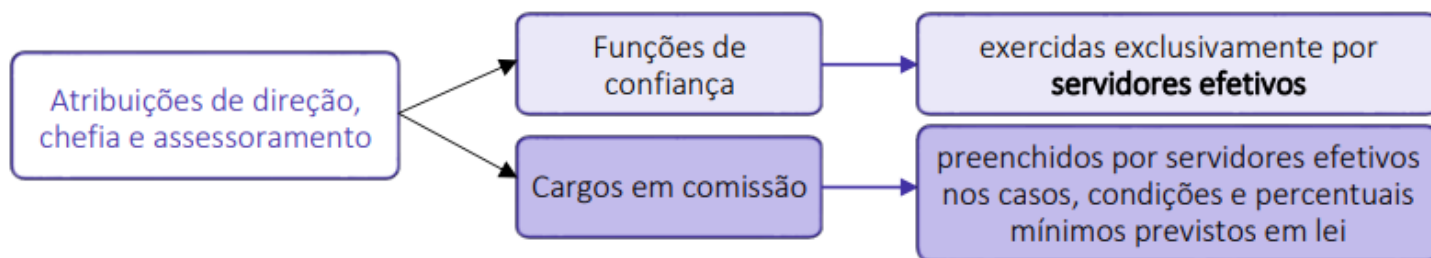 Atribuições de direção,
chefia e assessoramento
Funções de
confiança
exercidas exclusivamente por
servidores efetivos
Cargos em comissão
preenchidos por servidores efetivos
nos casos, condições e percentuais
mínimos previstos em lei